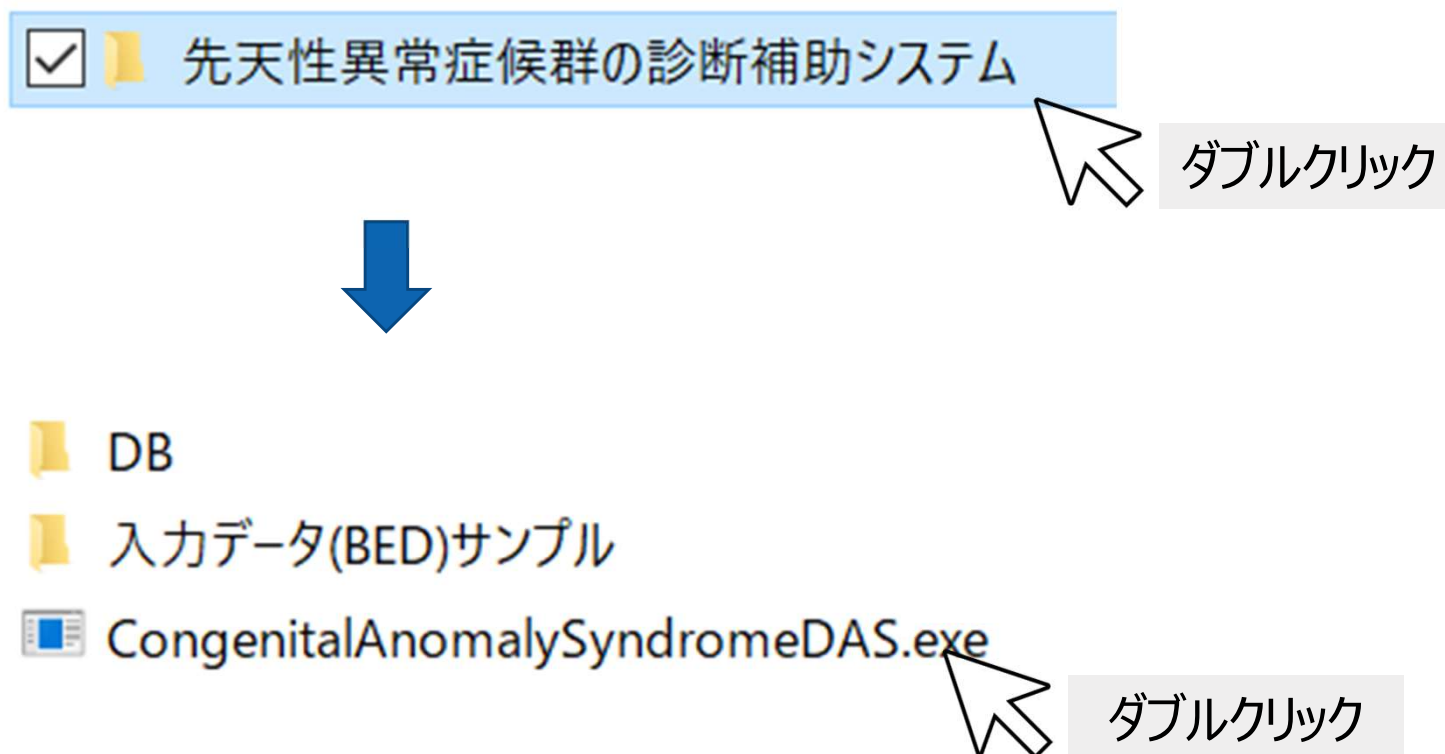 先天性異常症候群の診断補助システム
ダブルクリック
DB
入力データ(BED)サンプル
CongenitalAnomalySyndromeDAS.exe
ダブルクリック